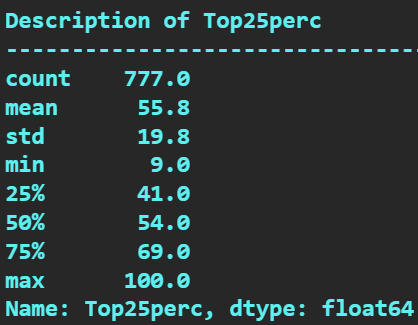 Description of Top25perc
--------------------------------
count    777.0
mean      55.8
std       19.8
min        9.0
25%       41.0
50%       54.0
75%       69.0
max      100.0
Name: Top25perc, dtype: float64